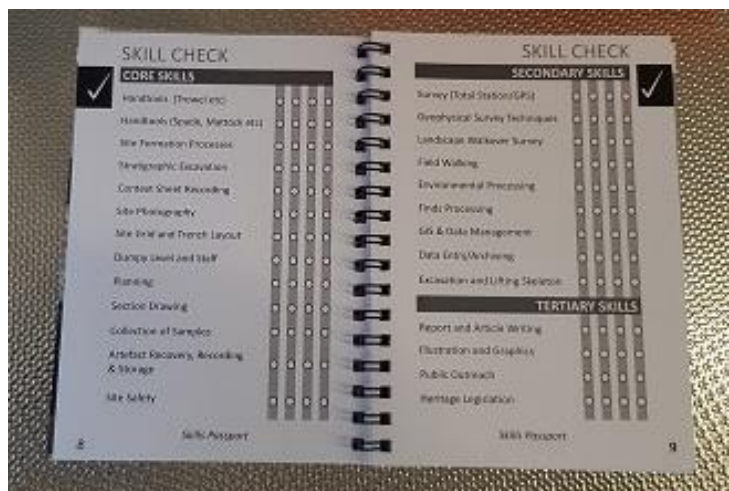 SKILL CHECK
CORE SKILLS
Handtools (Trowel etc)
Handtools (Spade, Mattock etc)
Site Formation Processes
Stratigraphic Excavation
Context Sheet Recording
Site Photography
Site Grid and Trench Layout
Dumpy Level and Staff
Planning
Section Drawing
Collection of Samples
Artefact Recovery, Recording
& Storage
Site Safety
Skills Passport
8
SKILL CHECK
SECONDARY SKILLS
Survey (Total Station/GPS)
Geophysical Survey Techniques
Landscape Walkover Survey
Field Walking
Environmental Processing
Finds Processing
GIS & Data Management
Data Entry/Archiving
Excavation and Lifting Skeleton
TERTIARY SKILLS
Report and Article Writing
Illustration and Graphics
Public Outreach
Heritage Legislation
Skills Passport
9